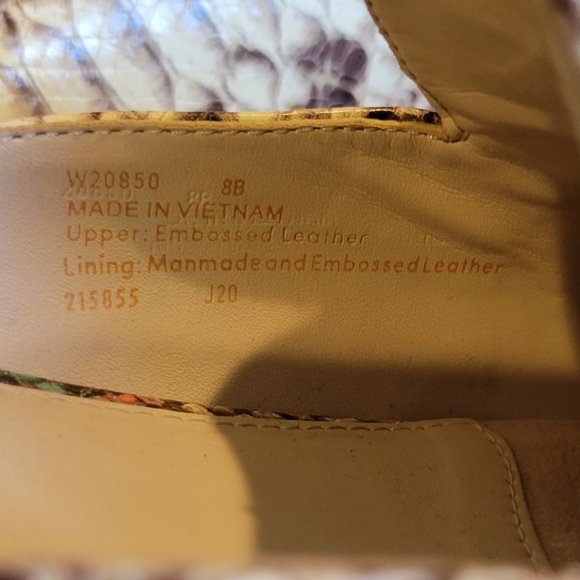 W20850 8B
MADE IN VIETNAM
Upper: Embossed Leather
Lining: Manmade and Embossed Leather
215855 J20